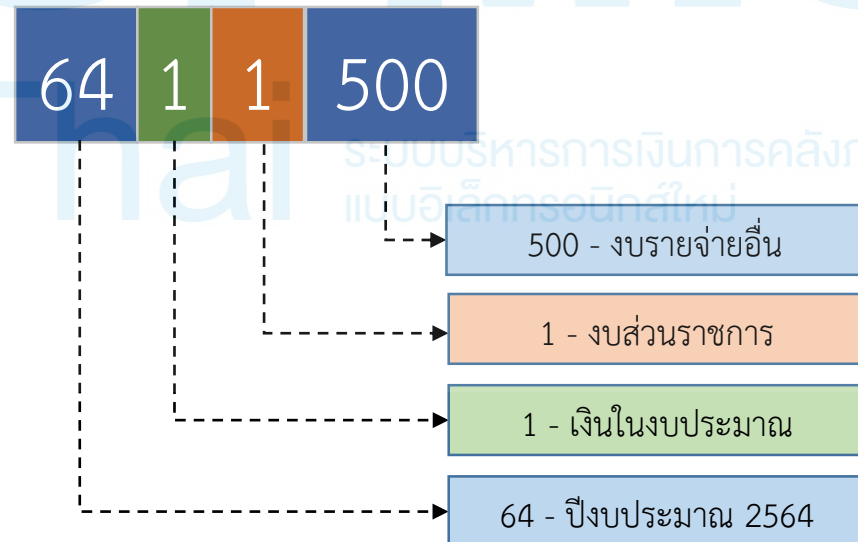 64 1 1 500
Thai
ระบบบริหารการเงินการคลังภ
แบบอิเล็กทรอนิกส์ใหม่
500 - งบรายจ่ายอื่น
1 - งบส่วนราชการ
1 - เงินในงบประมาณ
64 - ปีงบประมาณ 2564